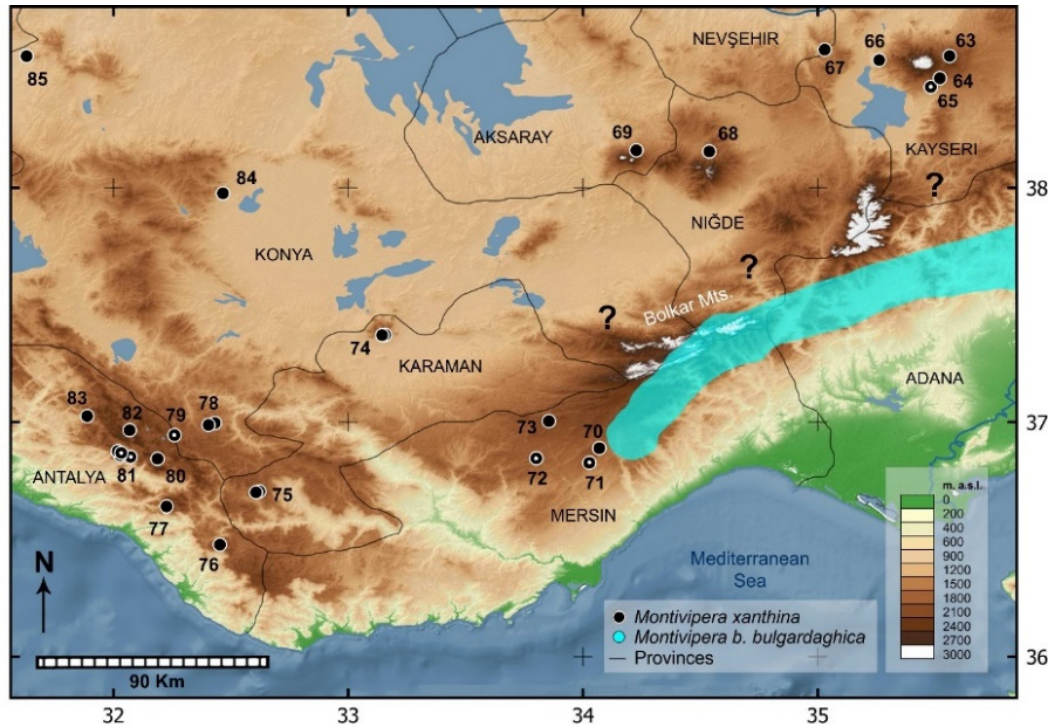 NEVŞEHIR
66
63
67
64
85
65
AKSARAY
69
68
KAYSERI
?
38
84
NIĞDE
KONYA
?
?
Bolkar Mts.
74
KARAMAN
ADANA
83
82
79
78
37
73
70
ANTALYA
81
80
72
71
m. a.s.l.
0
200
400
600
900
1200
1500
1800
2100
2400
2700
3000
75
77
MERSIN
76
N
Mediterranean
Sea
Montivipera xanthina
Montivipera b. bulgardaghica
Provinces
36
90 Km
32
33
34
35